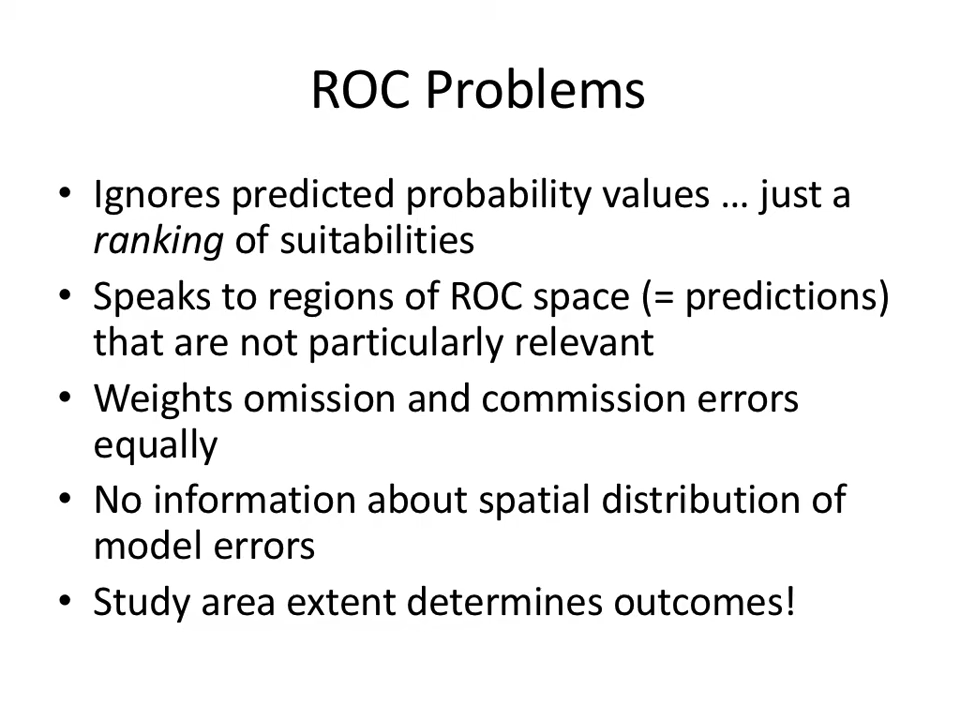 ROC Problems
• Ignores predicted probability values … just a
ranking of suitabilities
• Speaks to regions of ROC space (= predictions)
that are not particularly relevant
• Weights omission and commission errors
equally
• No information about spatial distribution of
model errors
• Study area extent determines outcomes!